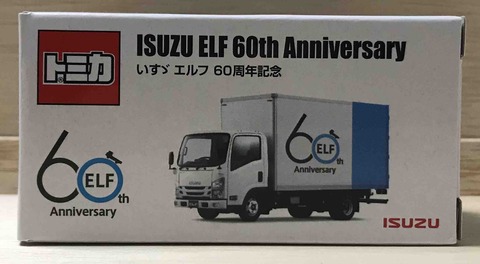 トミカ
ISUZU ELF 60th Anniversary
いすゞ エルフ 60周年記念
60th
ELF
60th
ELF
Anniversary
Anniversary
ISUZU